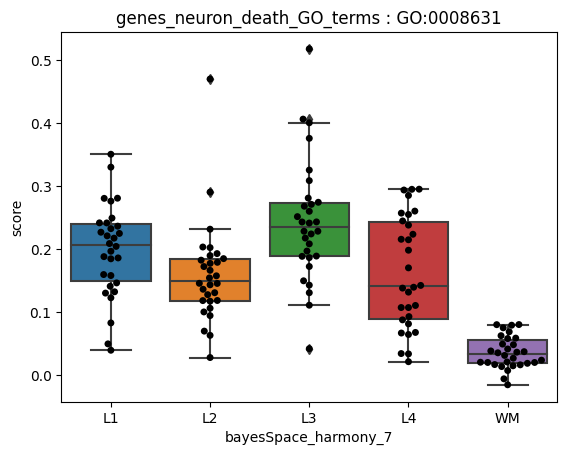 genes_neuron_death_GO_terms : GO:0008631
score
0.5
0.4
0.3
0.2
0.1
0.0
L1 L2 L3 L4 WM
bayesSpace_harmony_7